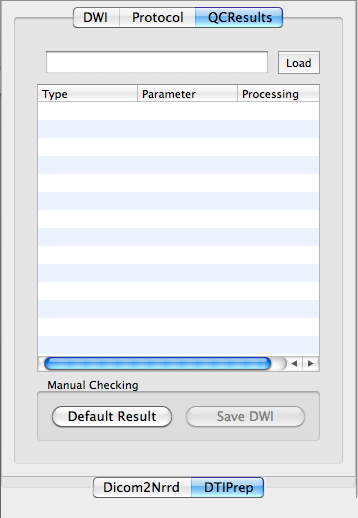 DWI Protocol QCResults
Load
Type Parameter Processing
Manual Checking
Default Result Save DWI
Dicom2Nrrd DTIPrep